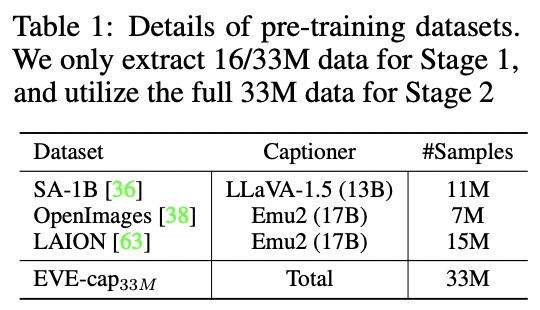 Table 1: Details of pre-training datasets.
We only extract 16/33M data for Stage 1,
and utilize the full 33M data for Stage 2
Dataset Captioner #Samples
SA-1B [36] LLaVA-1.5 (13B) 11M
OpenImages [38] Emu2 (17B) 7M
LAION [63] Emu2 (17B) 15M
EVE-cap33M Total 33M